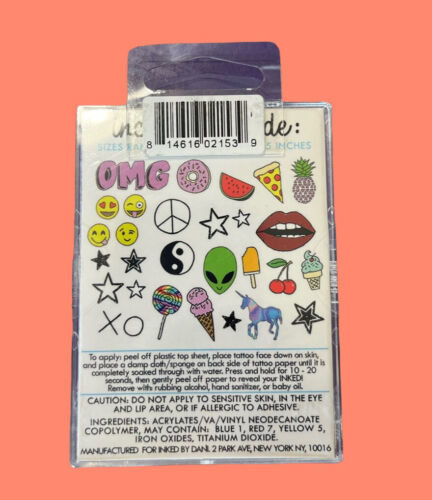 de:
8 14616 02153 9
SIZES INCHES
OMG
XO
To apply: peel off plastic top sheet, place tattoo face down on skin,
and place a damp cloth/sponge on back side of tattoo paper until it is
completely soaked through with water. Press and hold for 10 - 20
seconds, then gently peel off paper to reveal your INKED!
Remove with rubbing alcohol, hand sanitizer, or baby oil.
CAUTION: DO NOT APPLY TO SENSITIVE SKIN, IN THE EYE
AND LIP AREA, OR IF ALLERGIC TO ADHESIVE.
INGREDIENTS: ACRYLATES/VA/VINYL NEODECANOATE
COPOLYMER, MAY CONTAIN: BLUE 1, RED 7, YELLOW 5,
IRON OXIDES, TITANIUM DIOXIDE.
MANUFACTURED FOR INKED BY DANI. 2 PARK AVE, NEW YORK NY, 10016